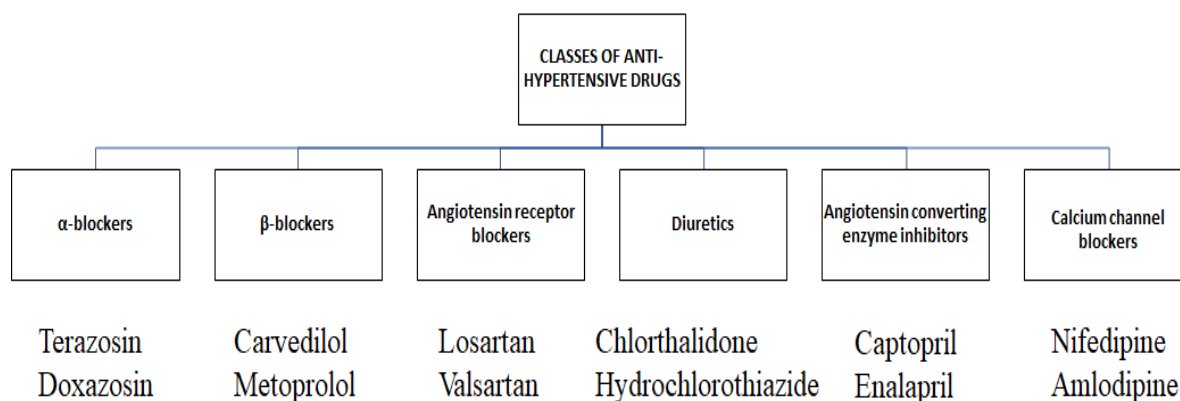 CLASSES OF ANTI-
HYPERTENSIVE DRUGS
α-blockers
β-blockers
Angiotensin receptor
blockers
Diuretics
Angiotensin converting
enzyme inhibitors
Calcium channel
blockers
Terazosin
Doxazosin
Carvedilol
Metoprolol
Losartan
Valsartan
Chlorthalidone
Hydrochlorothiazide
Captopril
Enalapril
Nifedipine
Amlodipine